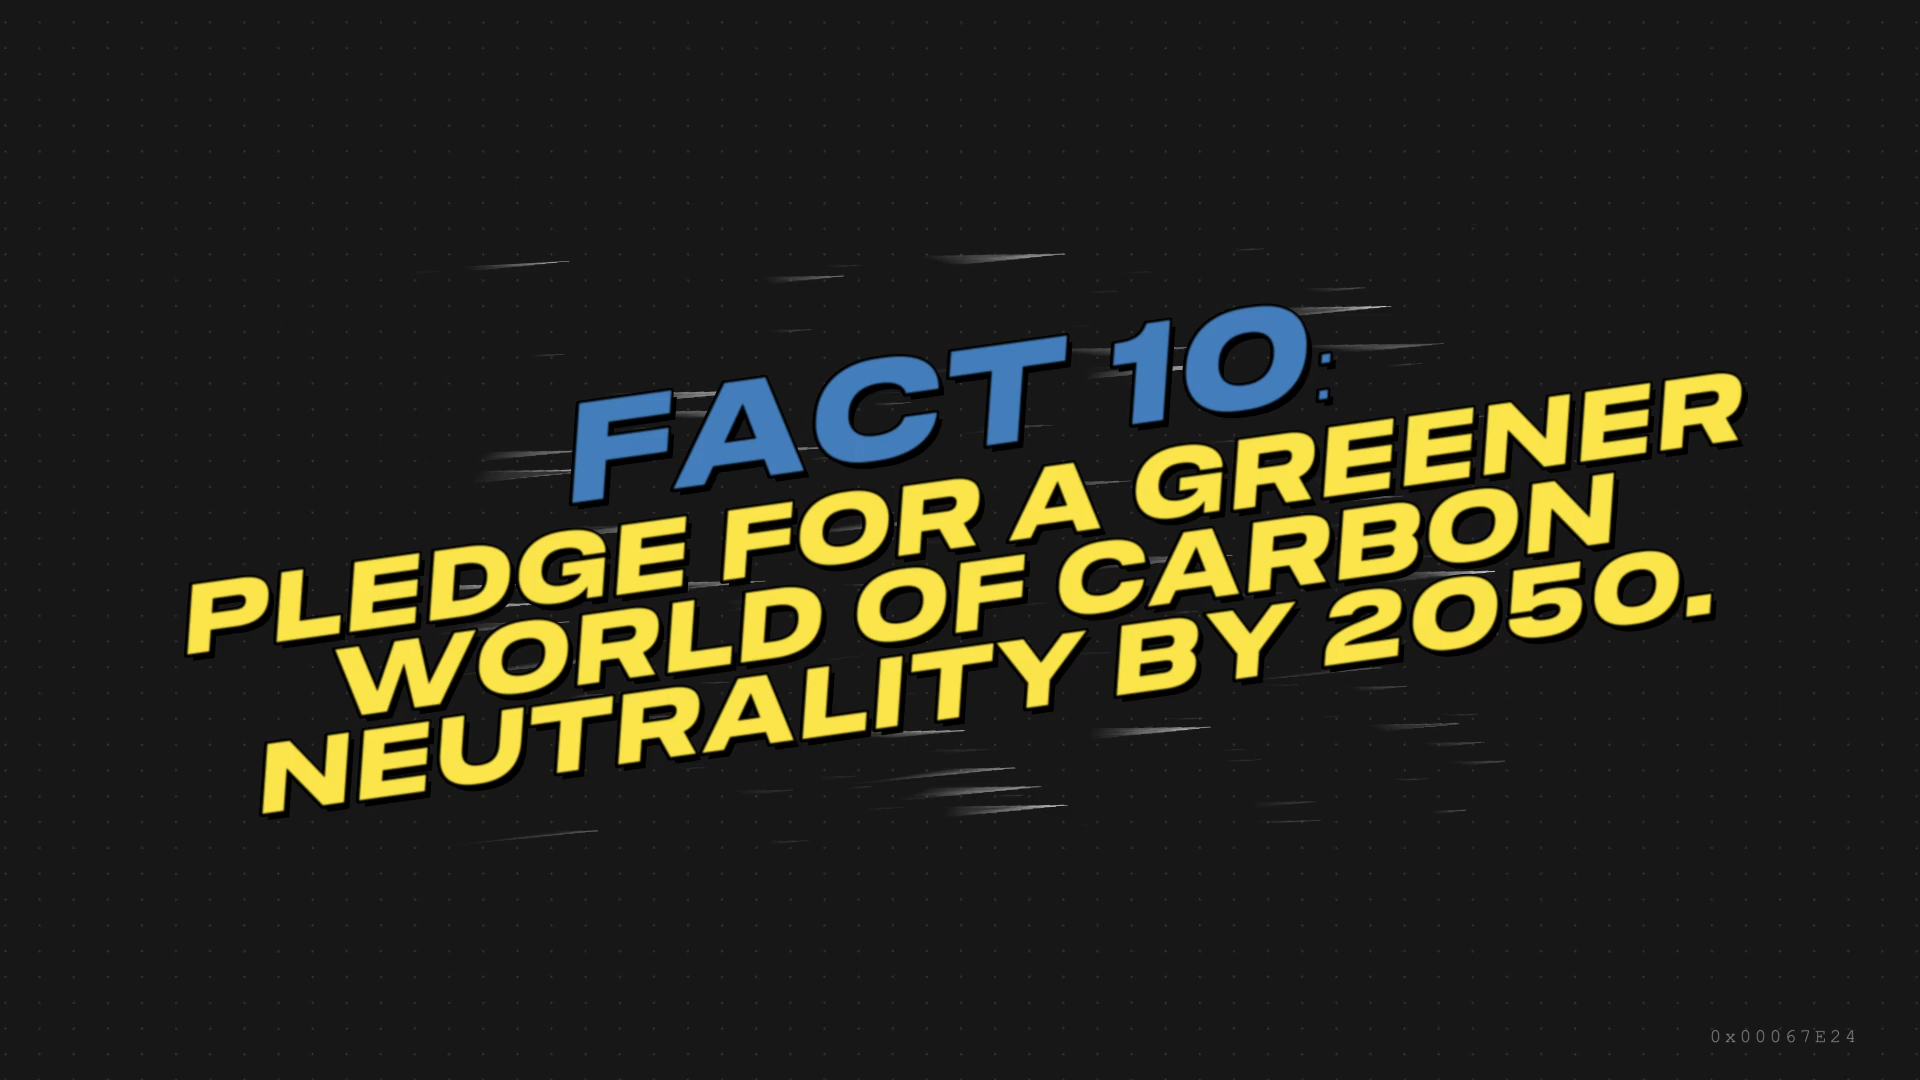 FACT 10:
PLEDGE FOR A GREENER
WORLD OF CARBON
NEUTRALITY BY 2050.
0x00067E24